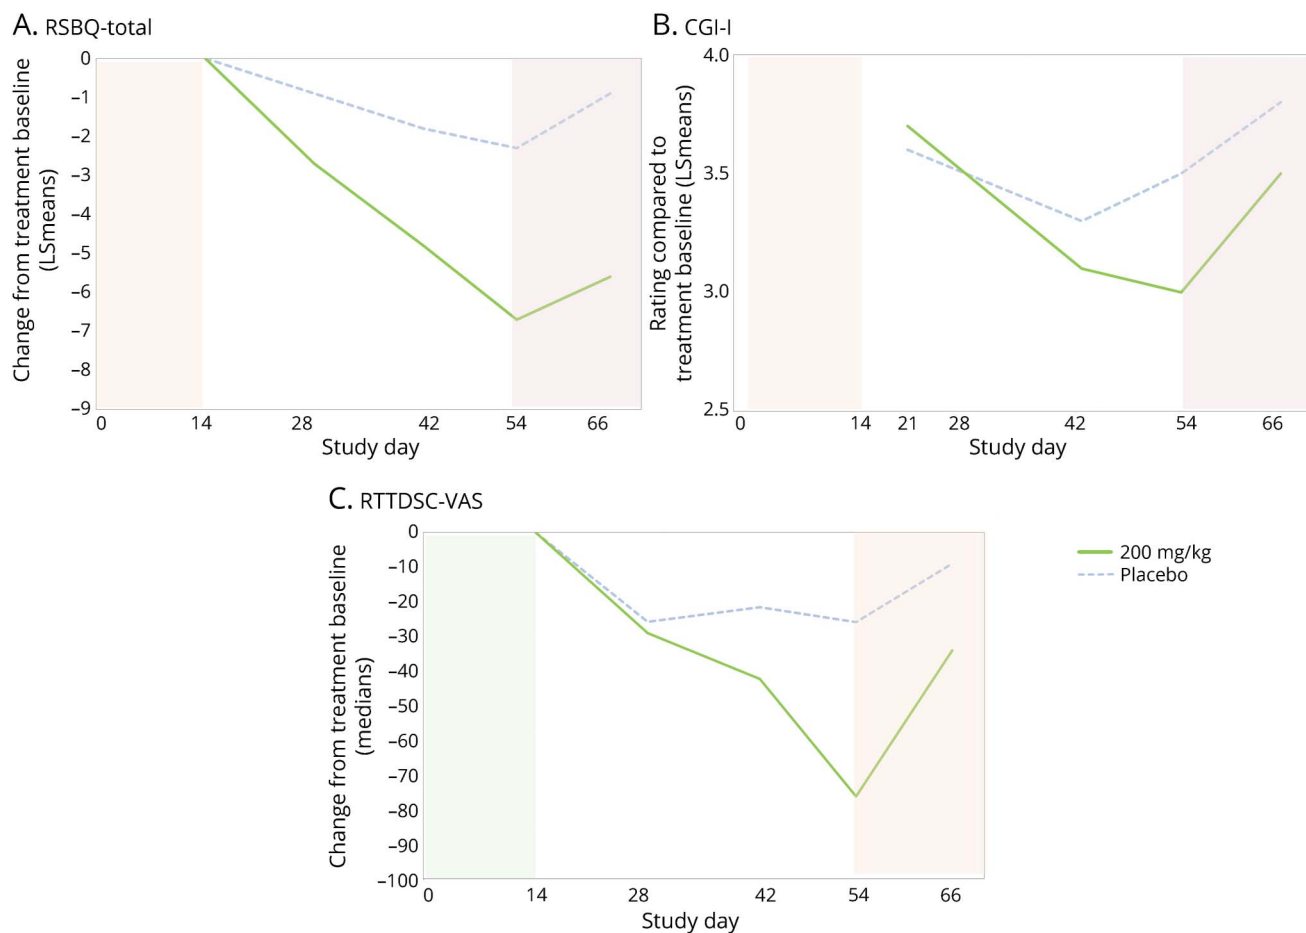 A. RSBQ-total
Change from treatment baseline
(LSmeans)
0
–1
–2
–3
–4
–5
–6
–7
–8
–9
0 14 28 42 54 66
Study day
B. CGI-I
Rating compared to
treatment baseline (LSmeans)
4.0
3.5
3.0
2.5
0 14 21 28 42 54 66
Study day
C. RTTDSC-VAS
Change from treatment baseline
(medians)
0
–10
–20
–30
–40
–50
–60
–70
–80
–90
–100
0 14 28 42 54 66
Study day
200 mg/kg
Placebo